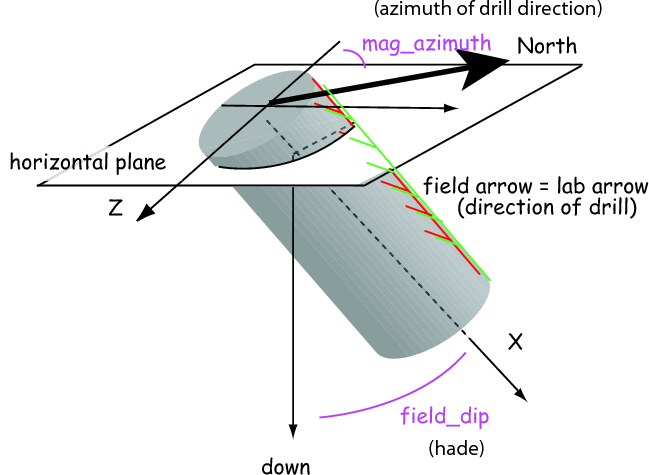 (azimuth of drill direction)
mag_azimuth
North
horizontal plane
Z
field arrow = lab arrow
(direction of drill)
X
field_dip
(hade)
down